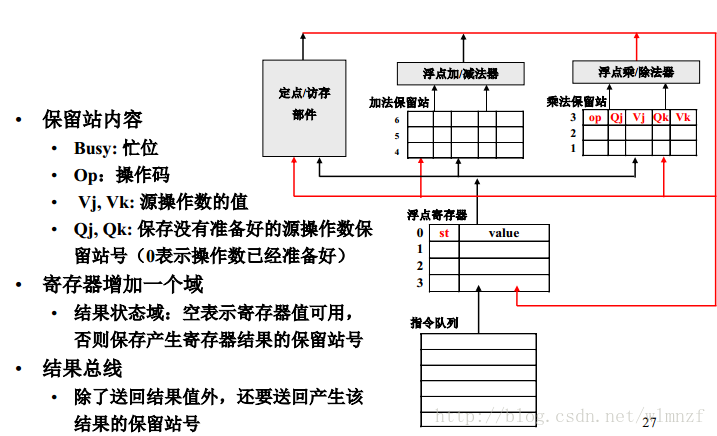 • 保留站内容
• Busy: 忙位
• Op：操作码
• Vj, Vk: 源操作数的值
• Qj, Qk: 保存没有准备好的源操作数保
留站号（0表示操作数已经准备好）
• 寄存器增加一个域
• 结果状态域：空表示寄存器值可用，
否则保存产生寄存器结果的保留站号
• 结果总线
• 除了送回结果值外，还要送回产生该
结果的保留站号
定点/访存
部件
浮点加/减法器
加法保留站
6
5
4
浮点乘/除法器
乘法保留站
3 op Qj Vj Qk Vk
2
1
浮点寄存器
0 st value
1
2
3
指令队列
http://blog.csdn.net/mlmnzf
27